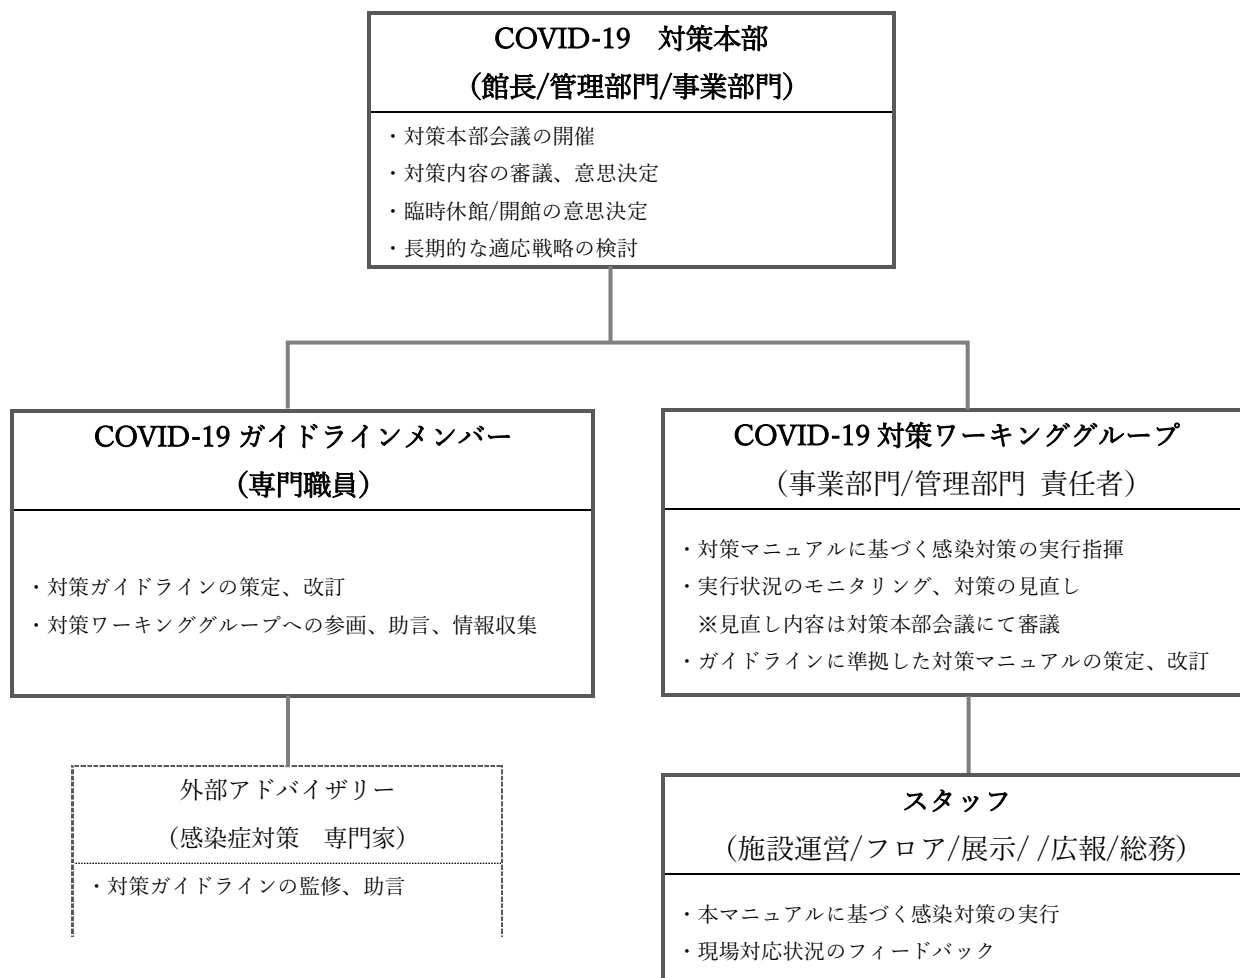 COVID-19　対策本部
（館長/管理部門/事業部門）
・対策本部会議の開催
・対策内容の審議、意思決定
・臨時休館/開館の意思決定
・長期的な適応戦略の検討
COVID-19 ガイドラインメンバー
（専門職員）
・対策ガイドラインの策定、改訂
・対策ワーキンググループへの参画、助言、情報収集
外部アドバイザリー
（感染症対策　専門家）
・対策ガイドラインの監修、助言
COVID-19 対策ワーキンググループ
（事業部門/管理部門 責任者）
・対策マニュアルに基づく感染対策の実行指揮
・実行状況のモニタリング、対策の見直し
※見直し内容は対策本部会議にて審議
・ガイドラインに準拠した対策マニュアルの策定、改訂
スタッフ
（施設運営/フロア/展示/ /広報/総務）
・本マニュアルに基づく感染対策の実行
・現場対応状況のフィードバック